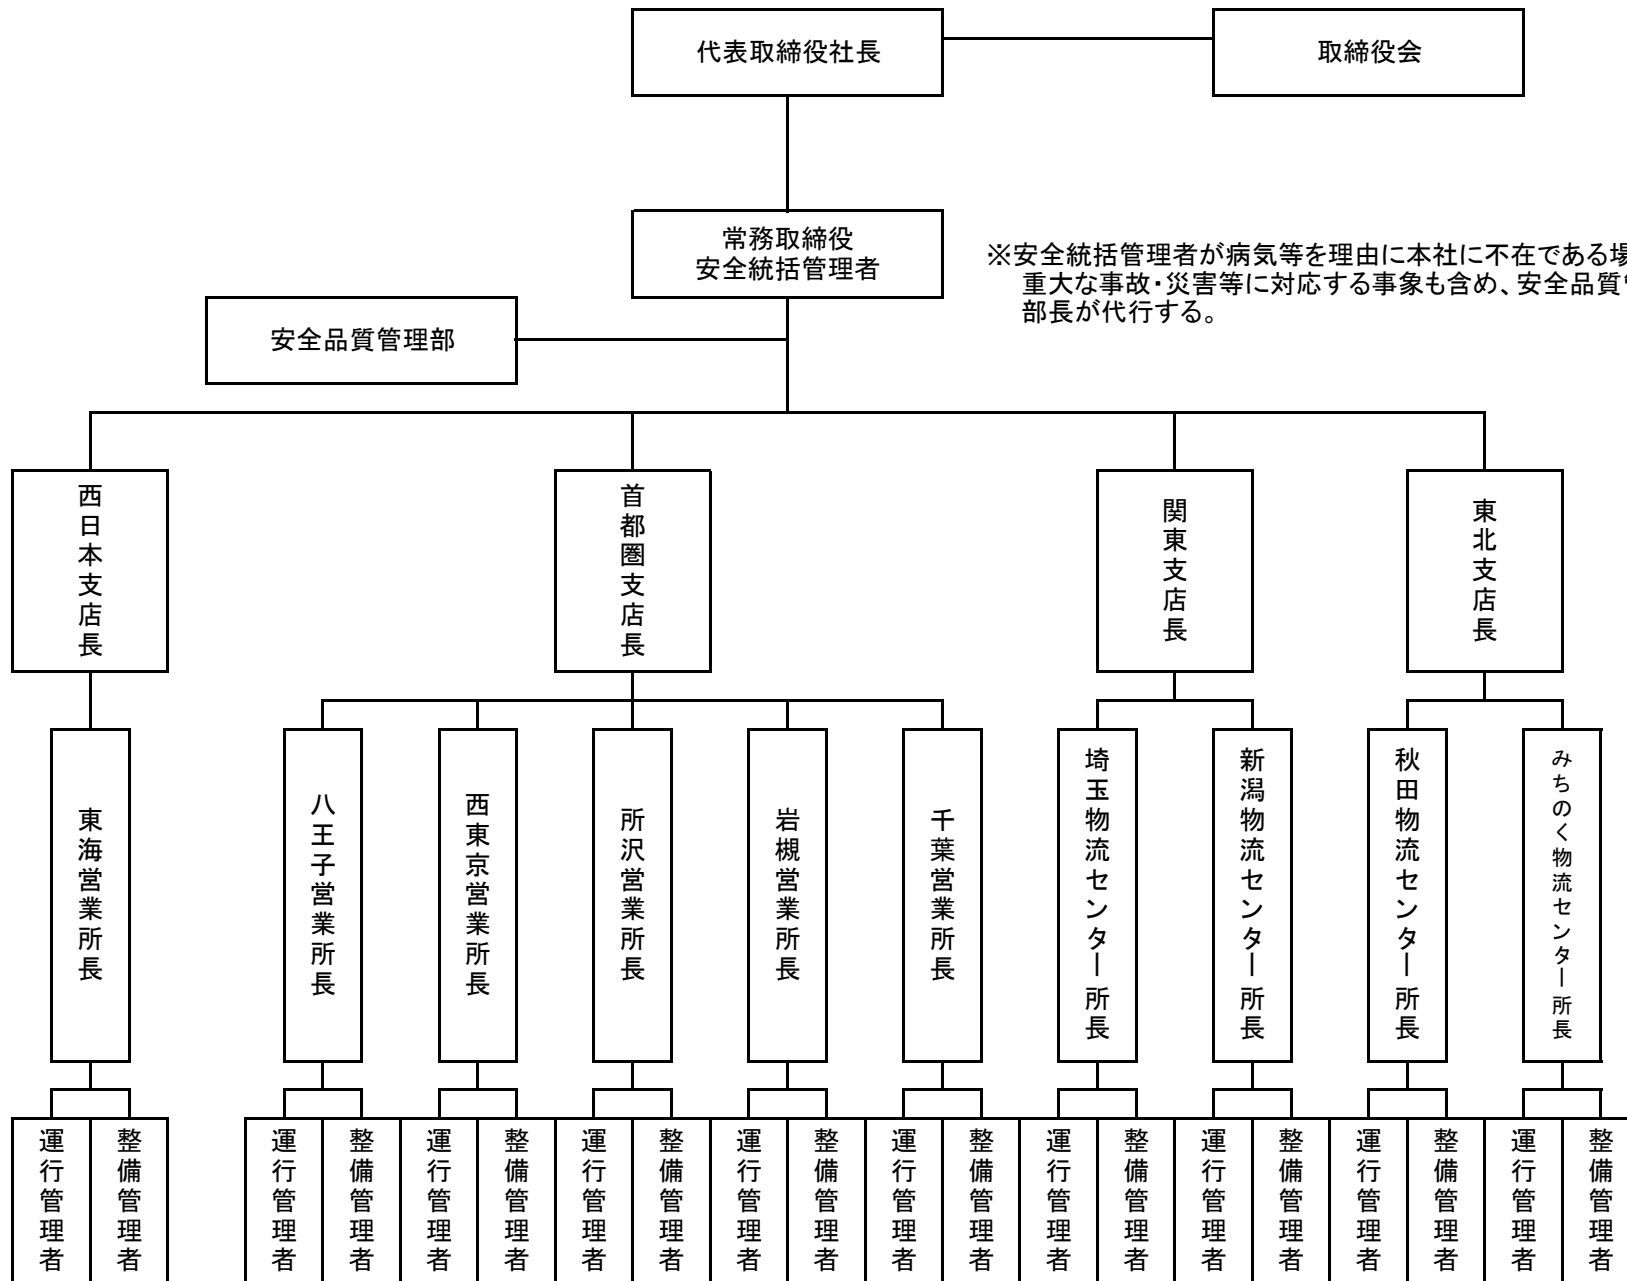 代表取締役社長
取締役会
常務取締役
安全統括管理者
※安全統括管理者が病気等を理由に本社に不在である場
重大な事故・災害等に対応する事象も含め、安全品質管
部長が代行する。
安全品質管理部
西日本支店長
首都圏支店長
関東支店長
東北支店長
東海営業所長
八王子営業所長
西東京営業所長
所沢営業所長
岩槻営業所長
千葉営業所長
埼玉物流センター所長
新潟物流センター所長
秋田物流センター所長
みちのく物流センター所長
運行管理者
整備管理者
運行管理者
整備管理者
運行管理者
整備管理者
運行管理者
整備管理者
運行管理者
整備管理者
運行管理者
整備管理者
運行管理者
整備管理者
運行管理者
整備管理者
運行管理者
整備管理者
運行管理者
整備管理者